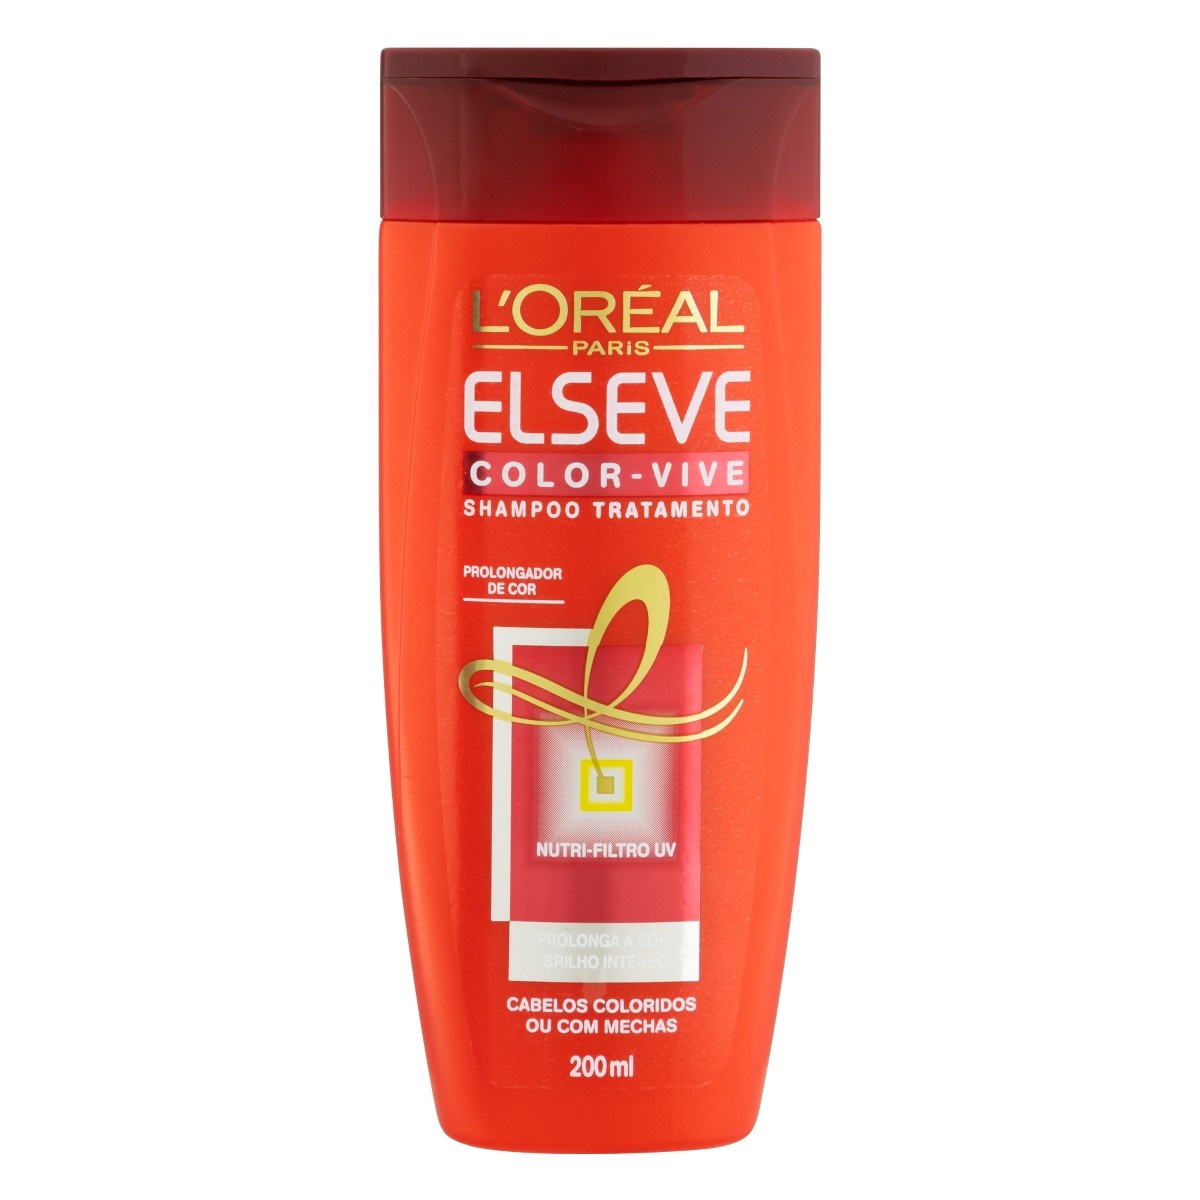 L'ORÉAL
PARIS
ELSEVE
COLOR-VIVE
SHAMPOO TRATAMENTO
PROLONGADOR
DE COR
NUTRI-FILTRO UV
PROLONGA A COR
BRILHO INTENSO
CABELOS COLORIDOS
OU COM MECHAS
200ml